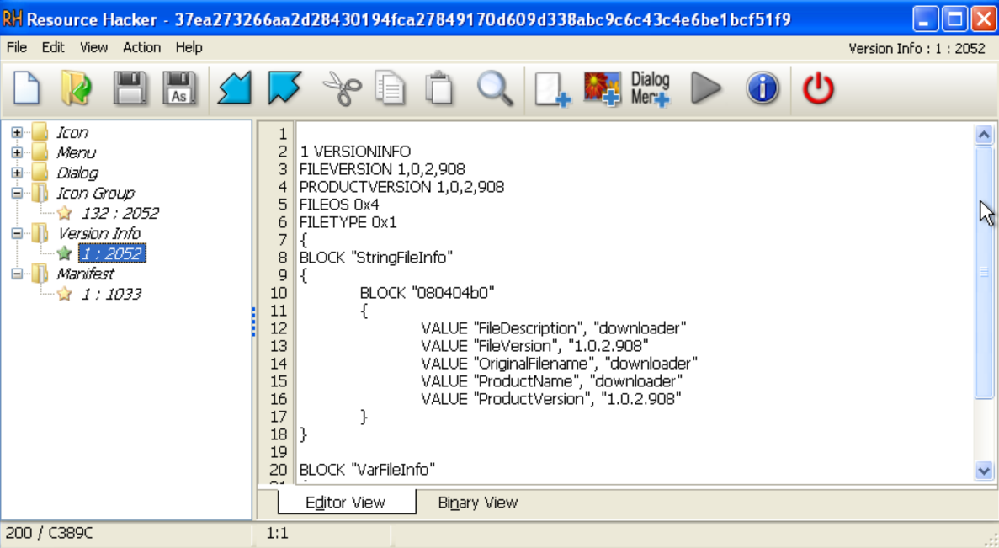 RH Resource Hacker - 37ea273266aa2d28430194fca27849170d609d338abc9c6c43c4e6be1bcf51f9
File Edit View Action Help
Version Info : 1 : 2052
As
Dialog
Icon
Menu
Dialog
Icon Group
132 : 2052
Version Info
1 : 2052
Manifest
1 : 1033
1
2 1 VERSIONINFO
3 FILEVERSION 1,0,2,908
4 PRODUCTVERSION 1,0,2,908
5 FILEOS 0x4
6 FILETYPE 0x1
7 {
8 BLOCK "StringFileInfo"
9 {
10 BLOCK "080404b0"
11 {
12 VALUE "FileDescription", "downloader"
13 VALUE "FileVersion", "1.0.2.908"
14 VALUE "OriginalFilename", "downloader"
15 VALUE "ProductName", "downloader"
16 VALUE "ProductVersion", "1.0.2.908"
17 }
18 }
19
20 BLOCK "VarFileInfo"
Editor View Binary View
200 / C389C 1:1